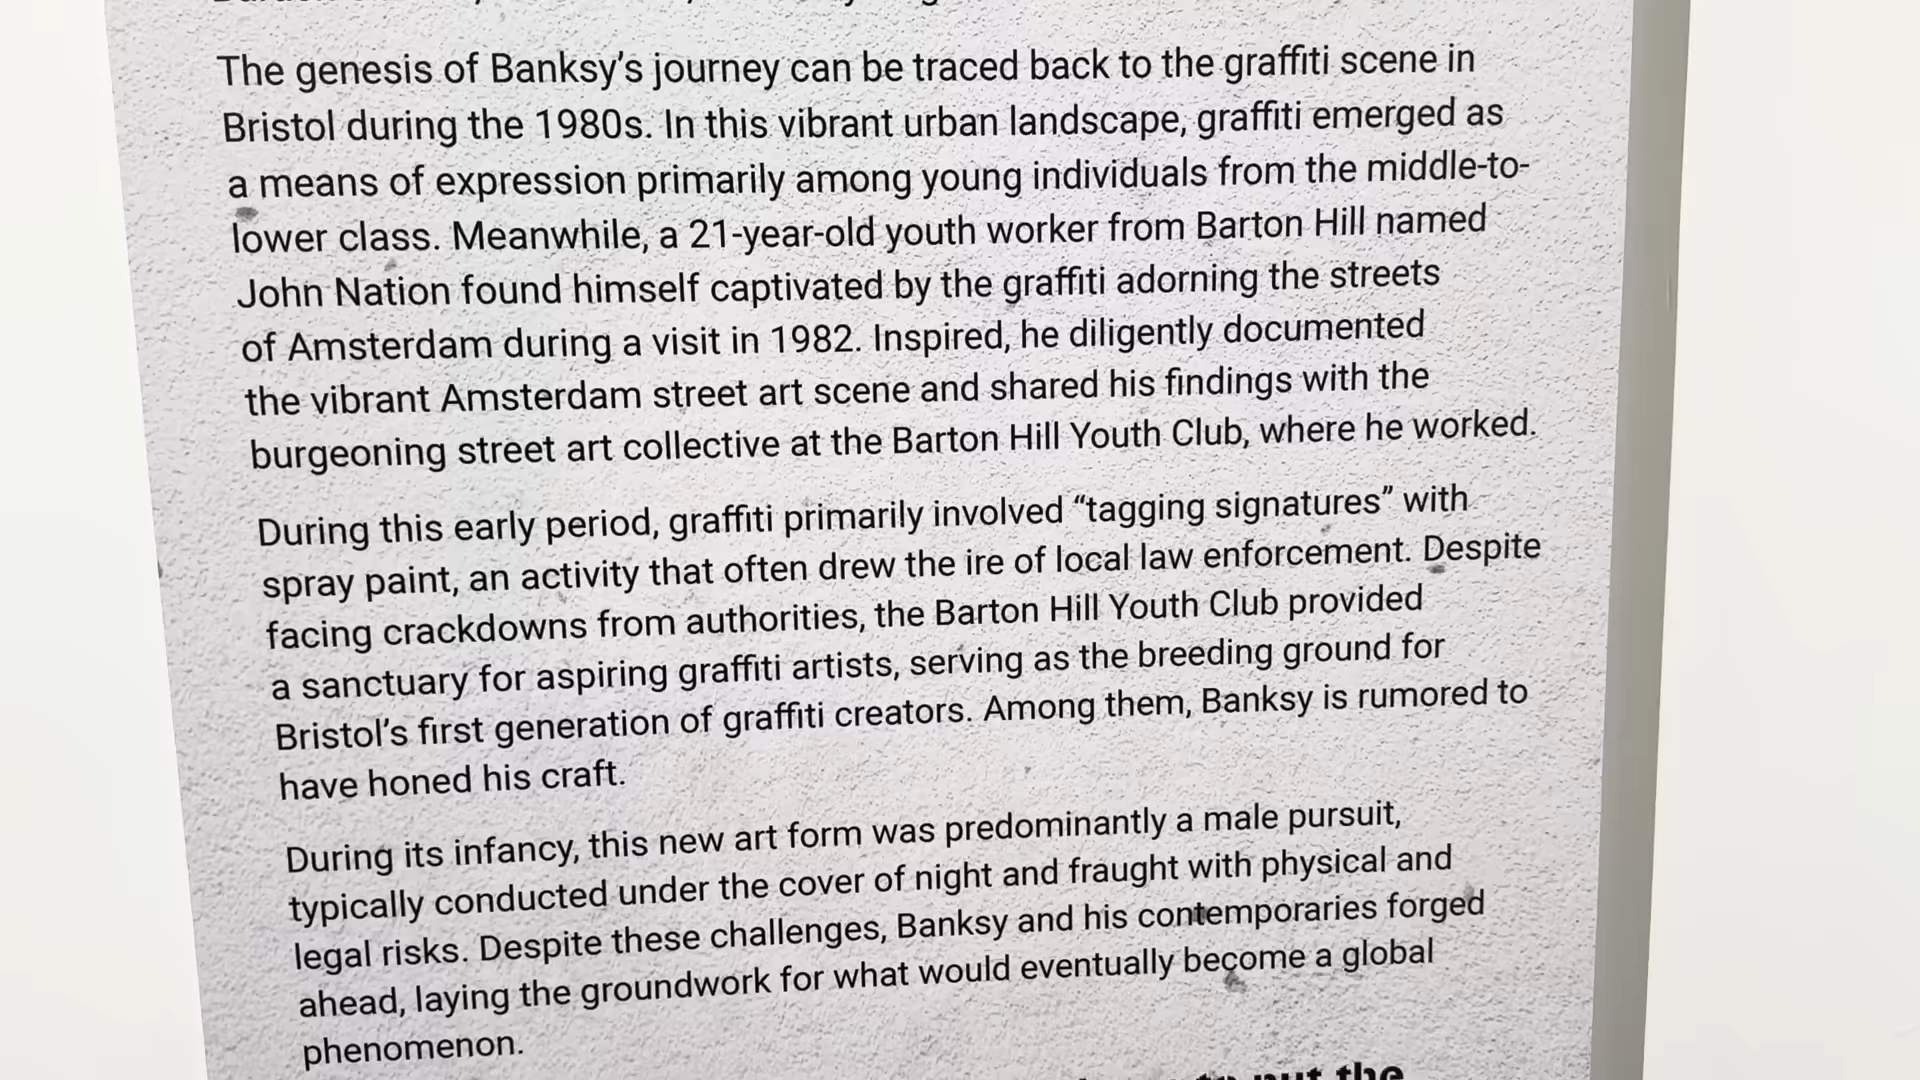 The genesis of Banksy’s journey can be traced back to the graffiti scene in
Bristol during the 1980s. In this vibrant urban landscape, graffiti emerged as
a means of expression primarily among young individuals from the middle-to-
lower class. Meanwhile, a 21-year-old youth worker from Barton Hill named
John Nation found himself captivated by the graffiti adorning the streets
of Amsterdam during a visit in 1982. Inspired, he diligently documented
the vibrant Amsterdam street art scene and shared his findings with the
burgeoning street art collective at the Barton Hill Youth Club, where he worked.
During this early period, graffiti primarily involved “tagging signatures” with
spray paint, an activity that often drew the ire of local law enforcement. Despite
facing crackdowns from authorities, the Barton Hill Youth Club provided
a sanctuary for aspiring graffiti artists, serving as the breeding ground for
Bristol’s first generation of graffiti creators. Among them, Banksy is rumored to
have honed his craft.
During its infancy, this new art form was predominantly a male pursuit,
typically conducted under the cover of night and fraught with physical and
legal risks. Despite these challenges, Banksy and his contemporaries forged
ahead, laying the groundwork for what would eventually become a global
phenomenon.
put the